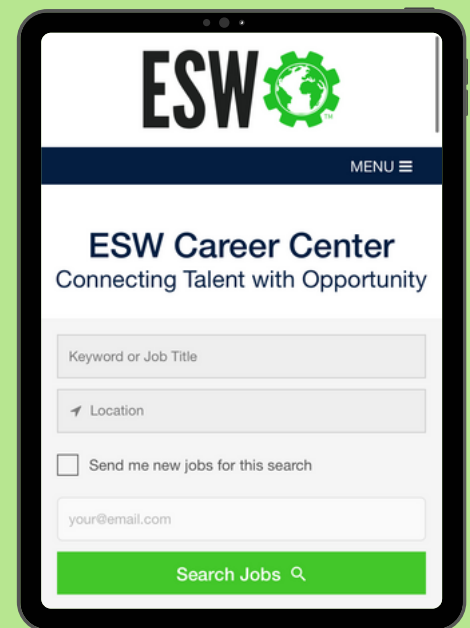 ESW
TM
MENU
ESW Career Center
Connecting Talent with Opportunity
Keyword or Job Title
Location
Send me new jobs for this search
your@email.com
Search Jobs